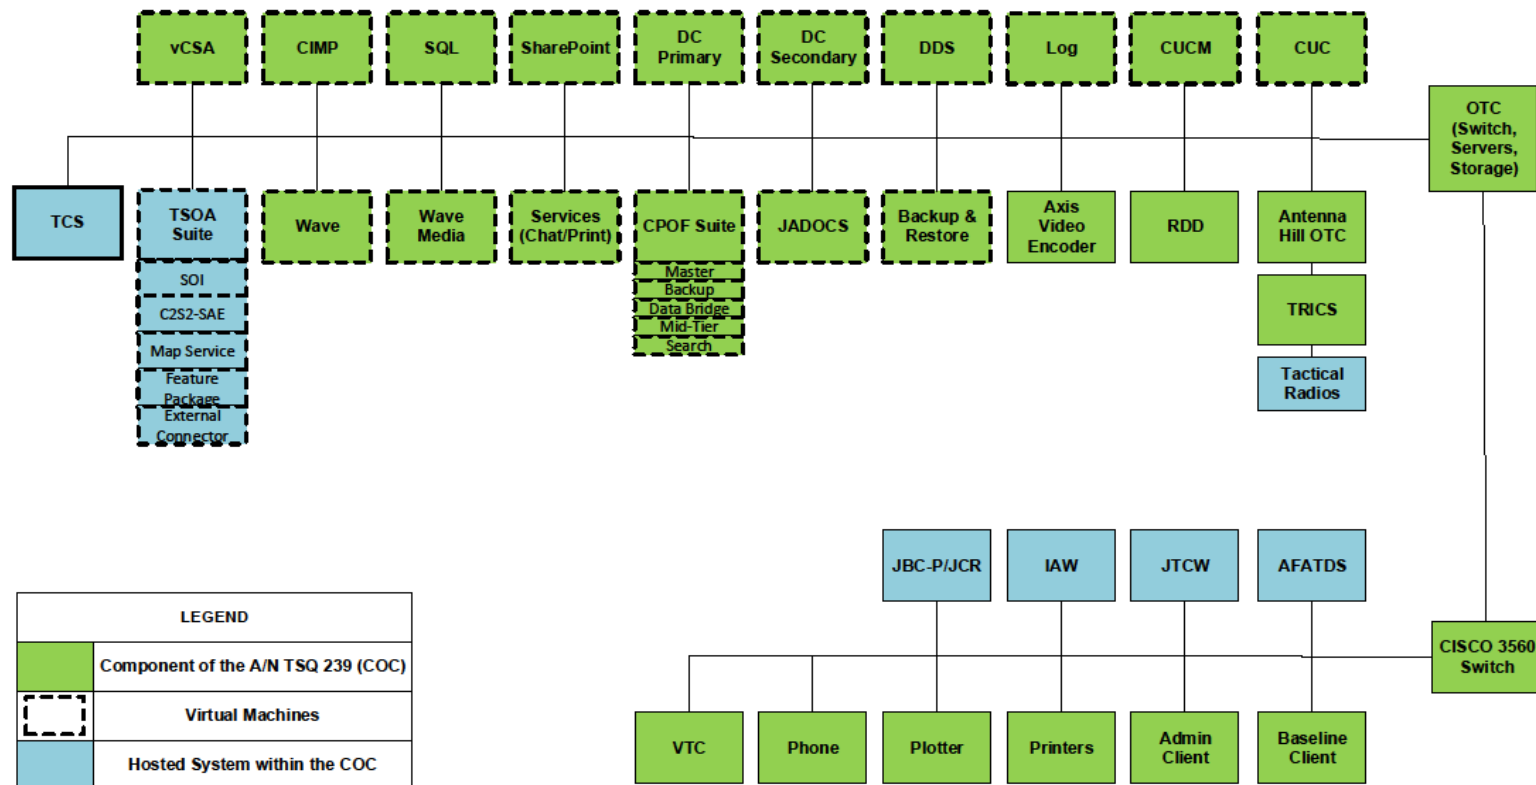 vCSA
CIMP
SQL
SharePoint
DC
Primary
DC
Secondary
DDS
Log
CUCM
CUC
OTC
(Switch,
Servers,
Storage)
TCS
TSOA
Suite
SOI
C2S2-SAE
Map Service
Feature
Package
External
Connector
Wave
Wave
Media
Services
(Chat/Print)
CPOF Suite
Master
Backup
Data Bridge
Mid-Tier
Search
JADOCS
Backup &
Restore
Axis
Video
Encoder
RDD
Antenna
Hill OTC
TRICS
Tactical
Radios
JBC-P/JCR
IAW
JTCW
AFATDS
CISCO 3560
Switch
VTC
Phone
Plotter
Printers
Admin
Client
Baseline
Client
LEGEND
Component of the A/N TSQ 239 (COC)
Virtual Machines
Hosted System within the COC